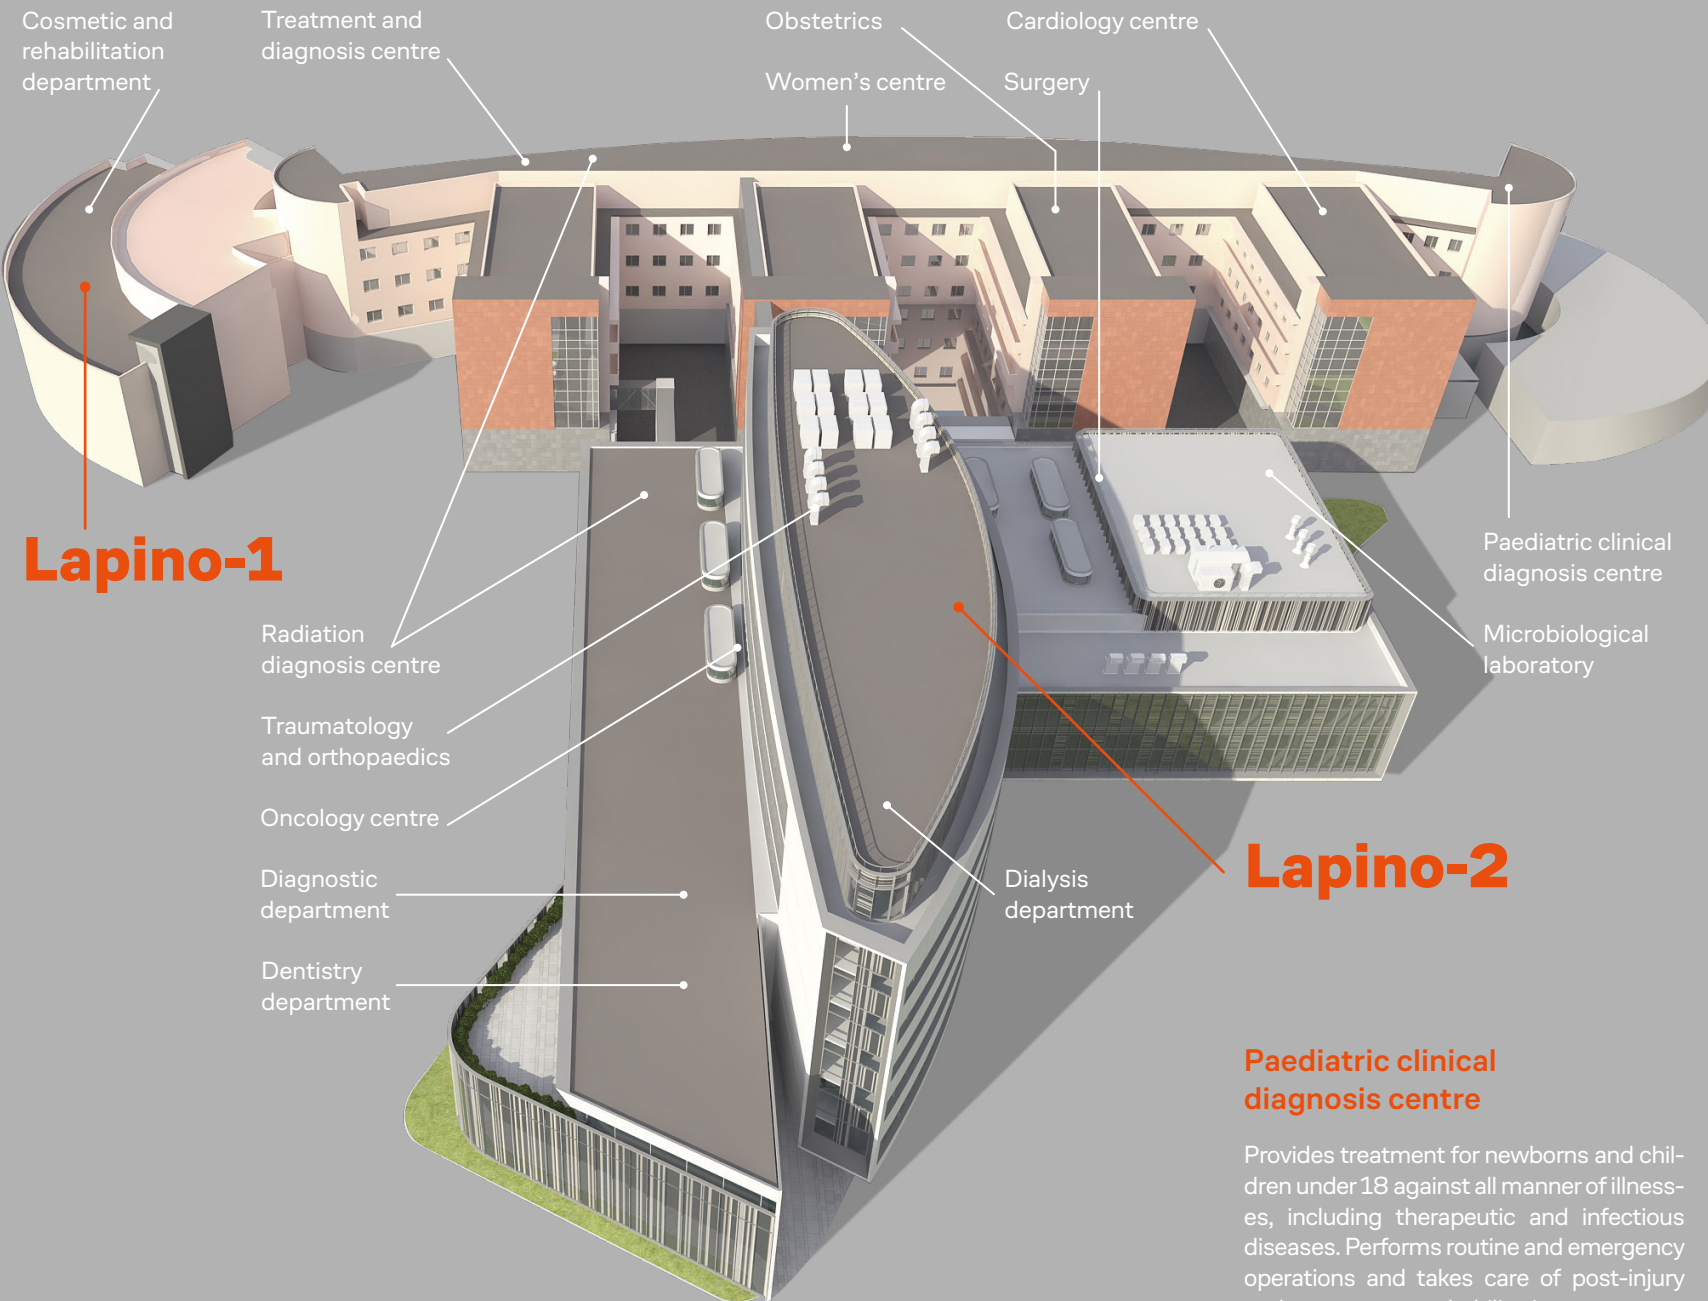 Cosmetic and
rehabilitation
department
Treatment and
diagnosis centre
Obstetrics
Women's centre
Cardiology centre
Surgery
Lapino-1
Radiation
diagnosis centre
Traumatology
and orthopaedics
Oncology centre
Diagnostic
department
Dentistry
department
Paediatric clinical
diagnosis centre
Microbiological
laboratory
Lapino-2
Dialysis
department
Paediatric clinical
diagnosis centre
Provides treatment for newborns and chil-
dren under 18 against all manner of illness-
es, including therapeutic and infectious
diseases. Performs routine and emergency
operations and takes care of post-injury